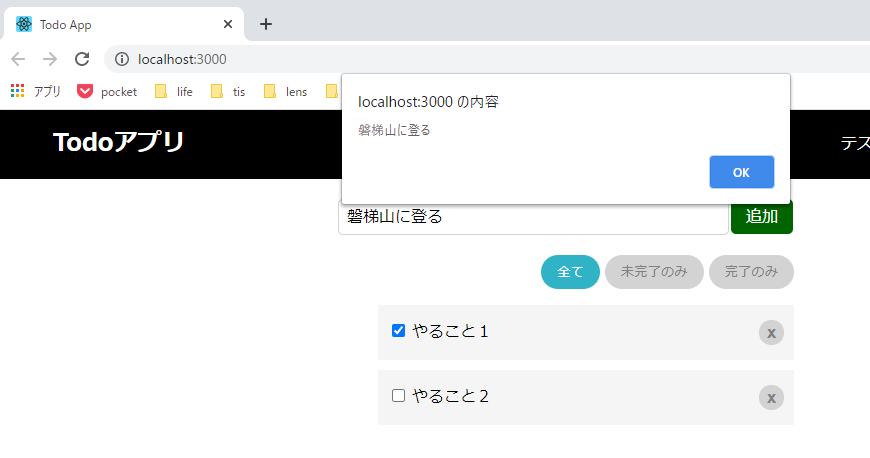 Todo App
localhost:3000
アプリ pocket life tis lens
localhost:3000 の内容
磐梯山に登る
OK
Todoアプリ
テス
磐梯山に登る 追加
全て 未完了のみ 完了のみ
やること１ x
やること２ x